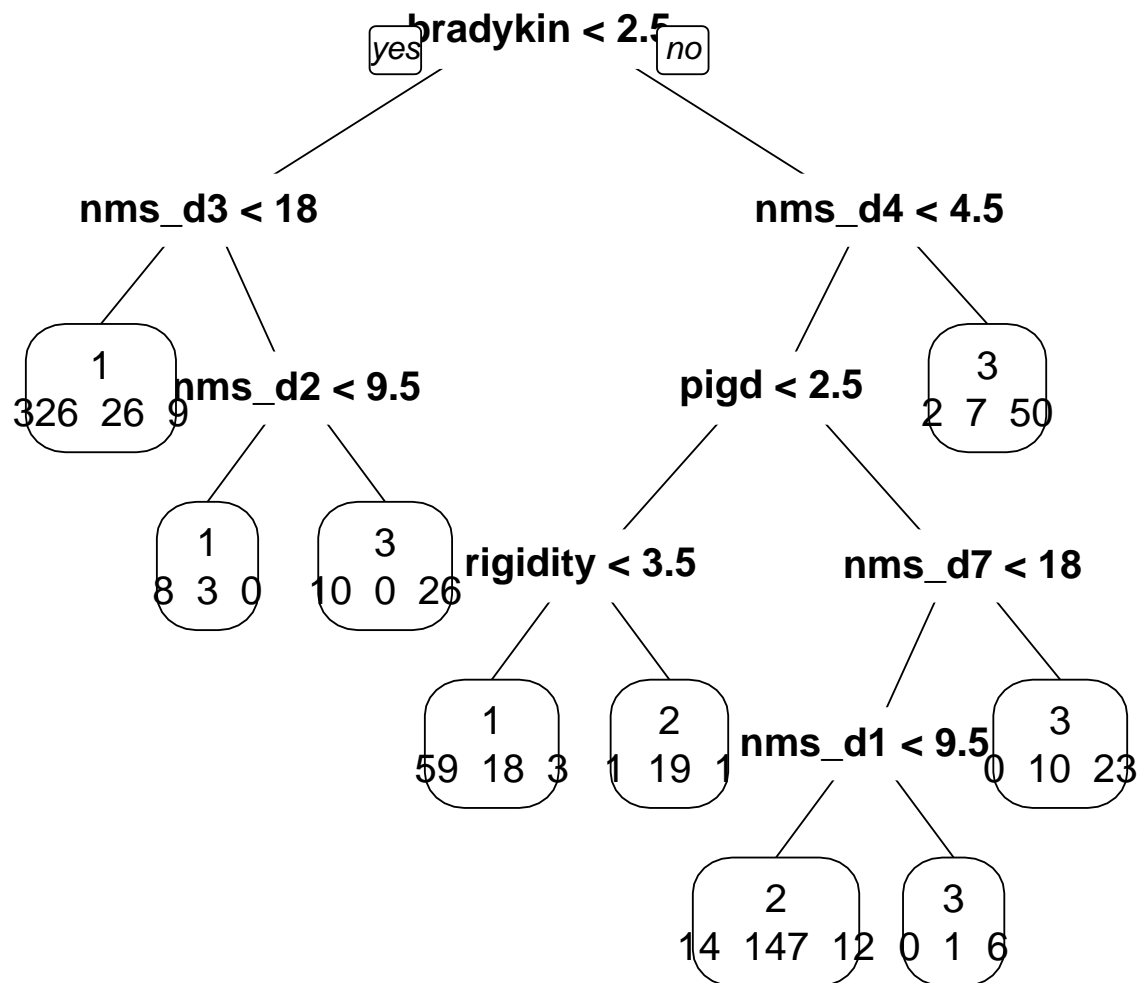 bradykin < 2.5
yes
no
nms_d3 < 18
nms_d4 < 4.5
1
326 26 9
nms_d2 < 9.5
pigd < 2.5
3
2 7 50
1
8 3 0
3
10 0 26
rigidity < 3.5
nms_d7 < 18
1
59 18 3
2
1 19 1
nms_d1 < 9.5
3
0 10 23
2
14 147 12
3
0 1 6